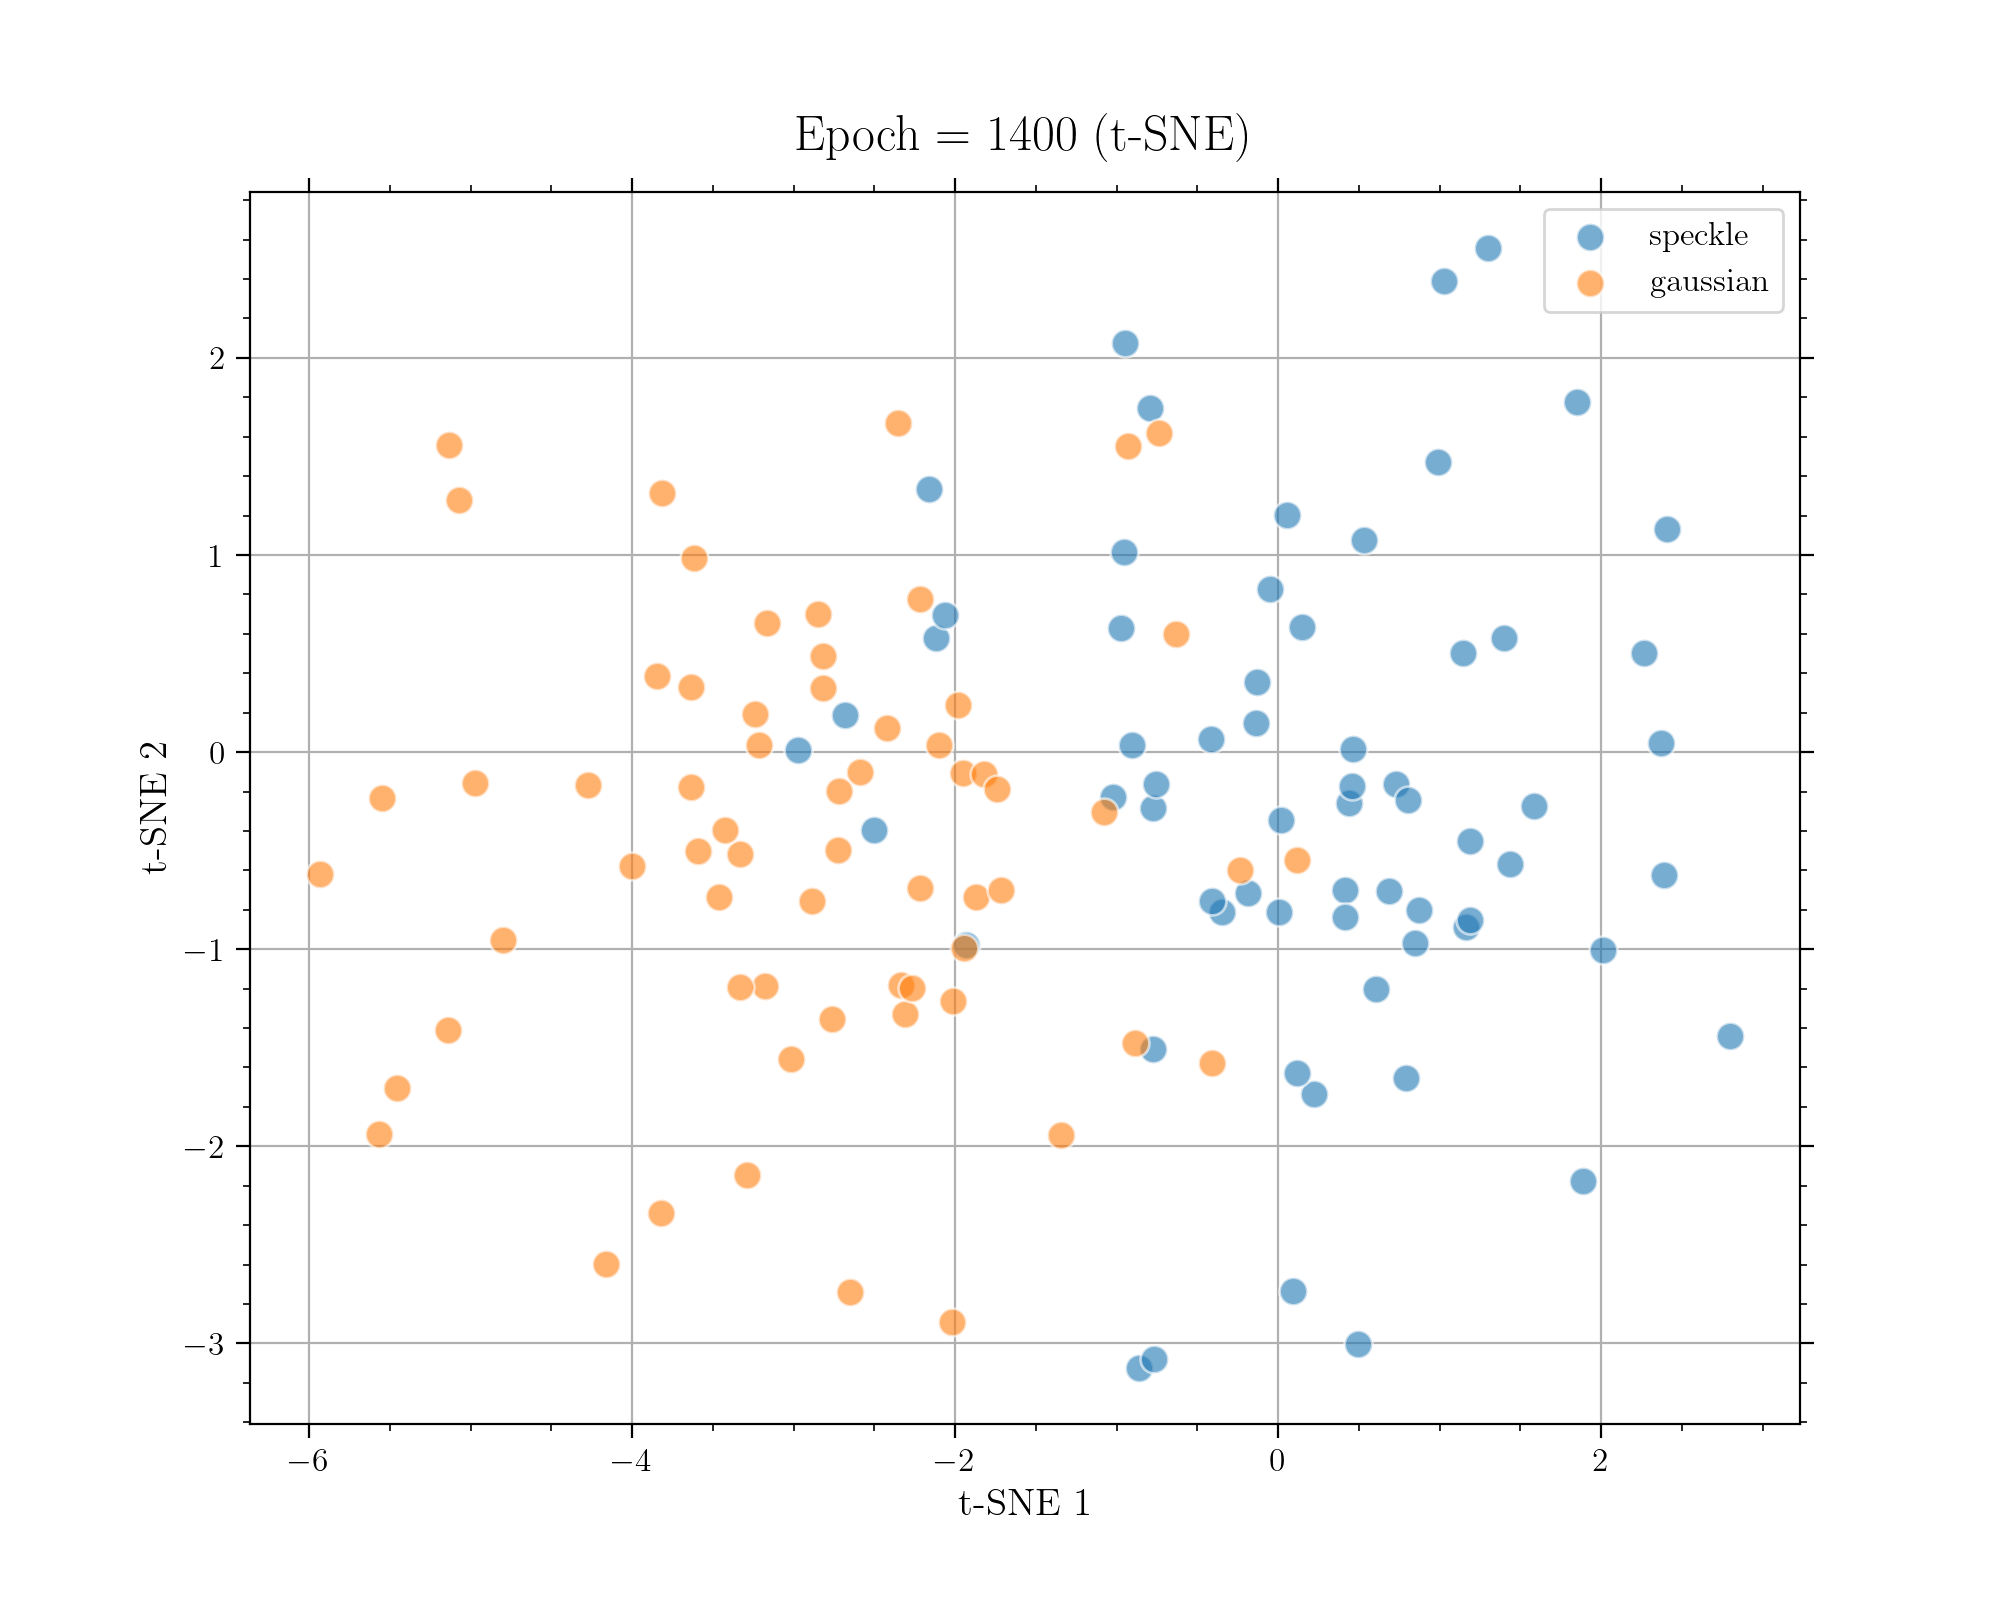 Epoch = 1400 (t-SNE)
speckle
gaussian
2
1
0
−1
−2
−3
t-SNE 2
−6
−4
−2
0
2
t-SNE 1